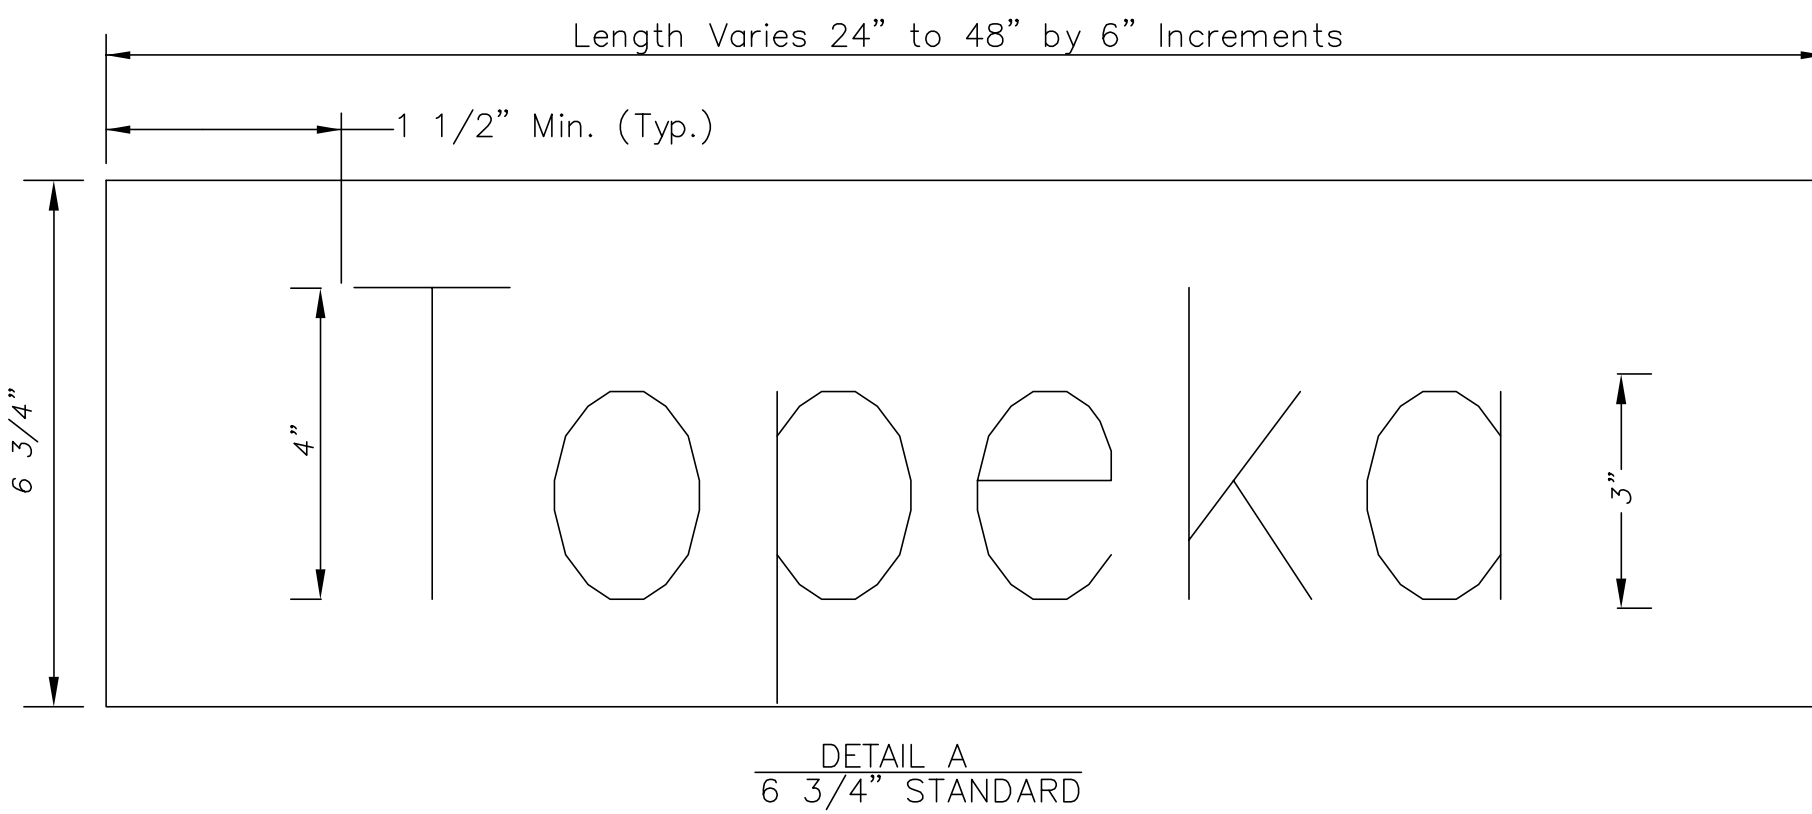 Length Varies 24” to 48” by 6” Increments
1 1/2” Min. (Typ.)
6 3/4”
4”
Topeka
3”
DETAIL A
6 3/4” STANDARD